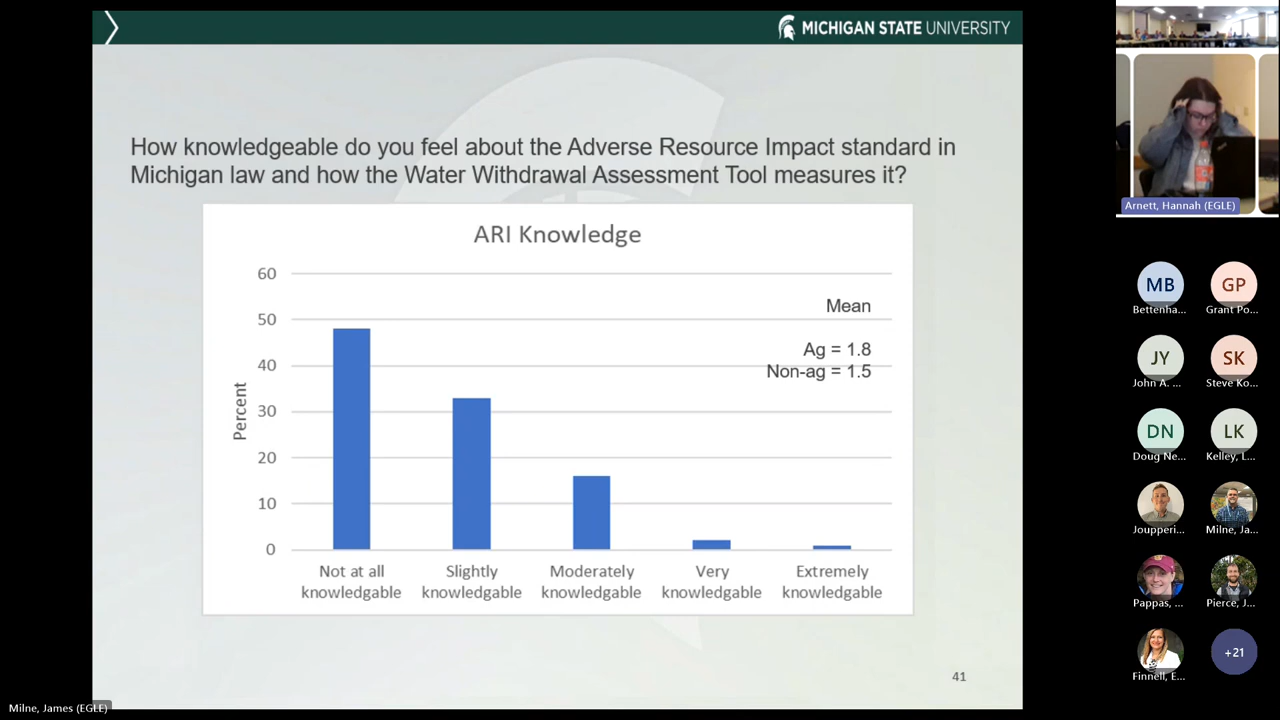 MICHIGAN STATE UNIVERSITY
How knowledgeable do you feel about the Adverse Resource Impact standard in
Michigan law and how the Water Withdrawal Assessment Tool measures it?
ARI Knowledge
60
50
40
30
20
10
0
Percent
Mean
Ag = 1.8
Non-ag = 1.5
Not at all
knowledgable
Slightly
knowledgable
Moderately
knowledgable
Very
knowledgable
Extremely
knowledgable
41
Milne, James (EGLE)
Arnett, Hannah (EGLE)
MB
Bettenha...
GP
Grant Po...
JY
John A. ...
SK
Steve Ko...
DN
Doug Ne...
LK
Kelley, L...
Jouppperi...
Milne, Ja...
Pappas, ...
Pierce, J...
Finnell, E...
+21